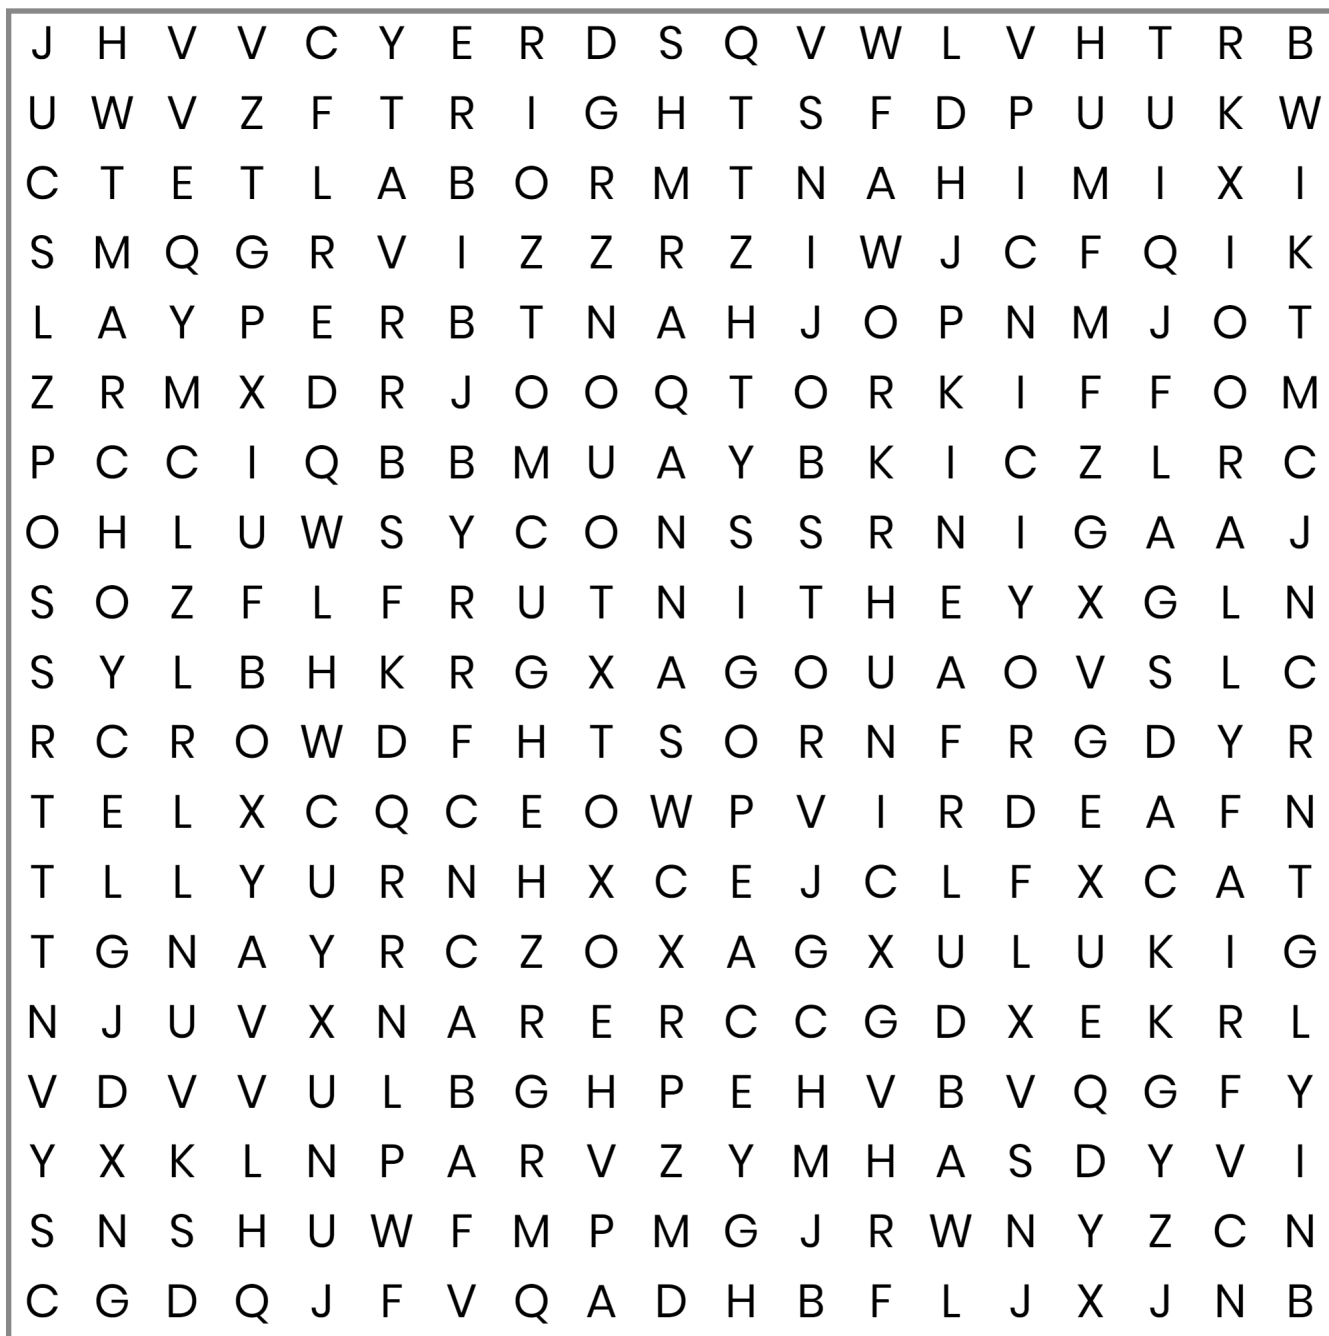 J H V V C Y E R D S Q V W L V H T R B
U W V Z F T R I G H T S F D P U U K W
C T E T L A B O R M T N A H I M I X I
S M Q G R V I Z Z R Z I W J C F Q I K
L A Y P E R B T N A H J O P N M J O T
Z R M X D R J O O Q T O R K I F F O M
P C C I Q B B M U A Y B K I C Z L R C
O H L U W S Y C O N S S R N I G A A J
S O Z F L F R U T N I T H E Y X G L N
S Y L B H K R G X A G O U A O V S L C
R C R O W D F H T S O R N F R G D Y R
T E L X C Q C E O W P V I R D E A F N
T L L Y U R N H X C E J C L F X C A T
T G N A Y R C Z O X A G X U L U K I G
N J U V X N A R E R C C G D X E K R L
V D V V U L B G H P E H V B V Q G F Y
Y X K L N P A R V Z Y M H A S D Y V I
S N S H U W F M P M G J R W N Y Z C N
C G D Q J F V Q A D H B F L J X J N B